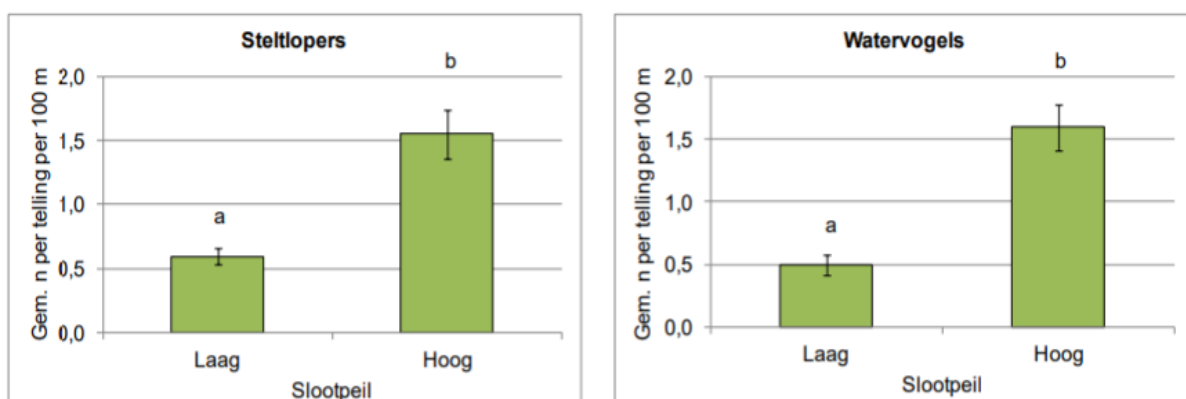 Steltlopers
Gem. n per telling per 100 m
2,0
1,5
1,0
0,5
0,0
a
b
Laag
Hoog
Slootpeil
Watervogels
Gem. n per telling per 100 m
2,0
1,5
1,0
0,5
0,0
a
b
Laag
Hoog
Slootpeil